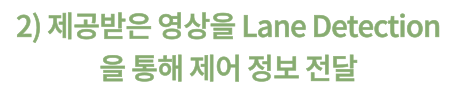 2) 제공받은 영상을 Lane Detection
을 통해 제어 정보 전달